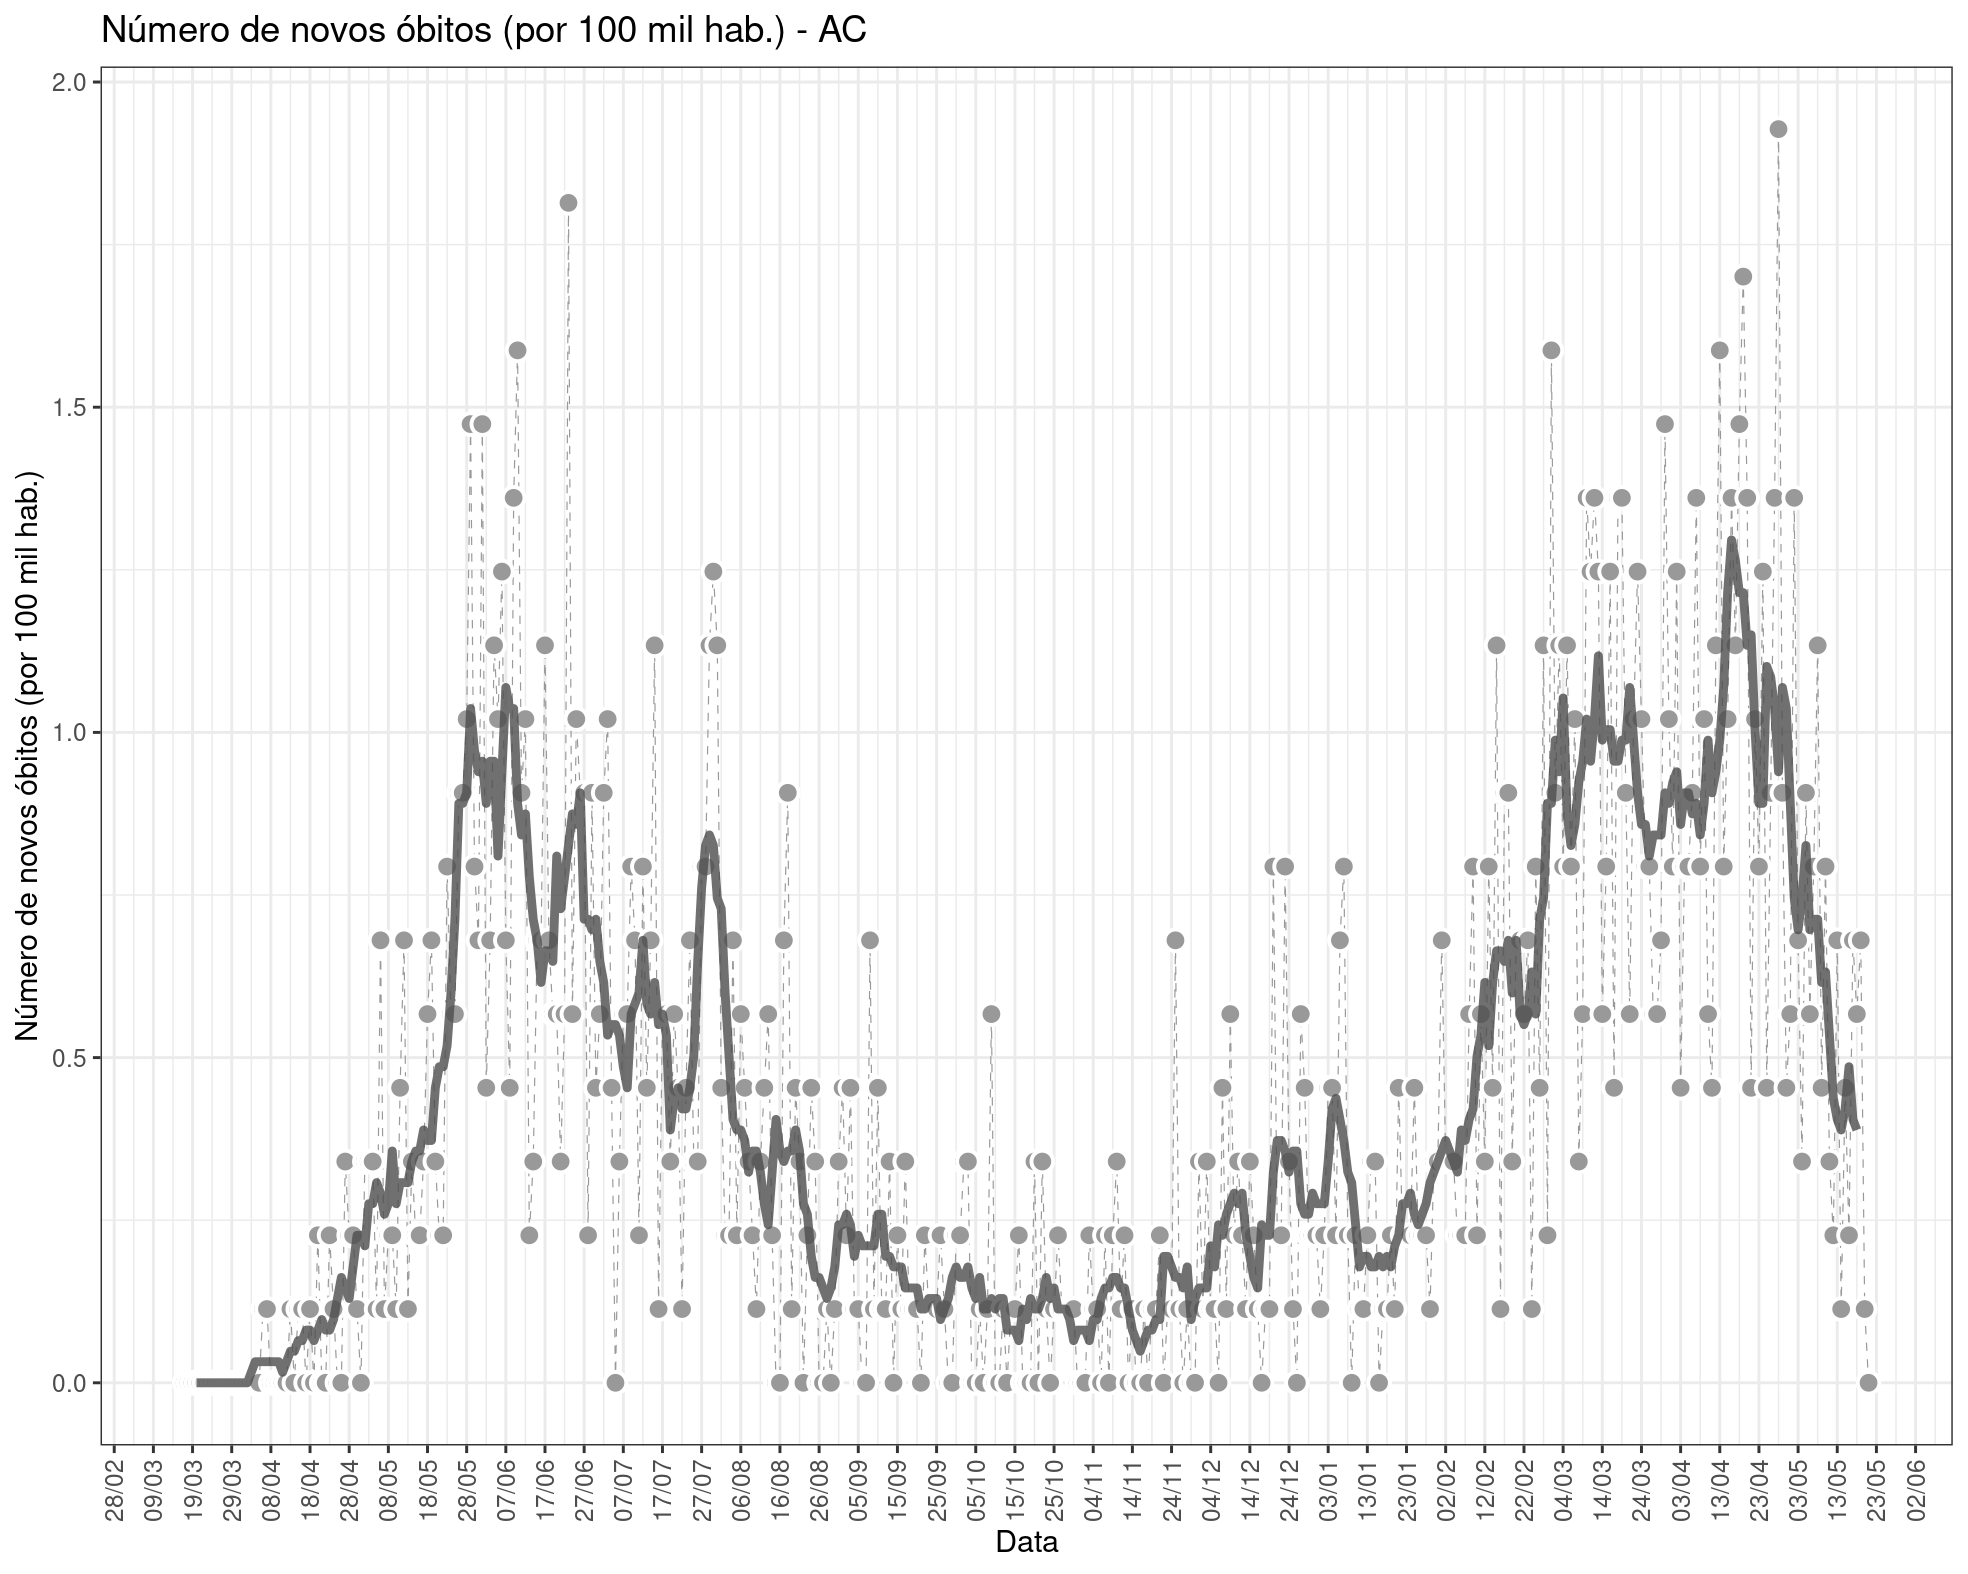 Número de novos óbitos (por 100 mil hab.) - AC
Número de novos óbitos (por 100 mil hab.)
2.0
1.5
1.0
0.5
0.0
28/02 09/03 19/03 29/03 08/04 18/04 28/04 08/05 18/05 28/05 07/06 17/06 27/06 07/07 17/07 27/07 06/08 16/08 26/08 05/09 15/09 25/09 05/10 15/10 25/10 04/11 14/11 24/11 04/12 14/12 24/12 03/01 13/01 23/01 02/02 12/02 22/02 04/03 14/03 24/03 03/04 13/04 23/04 03/05 13/05 23/05 02/06
Data